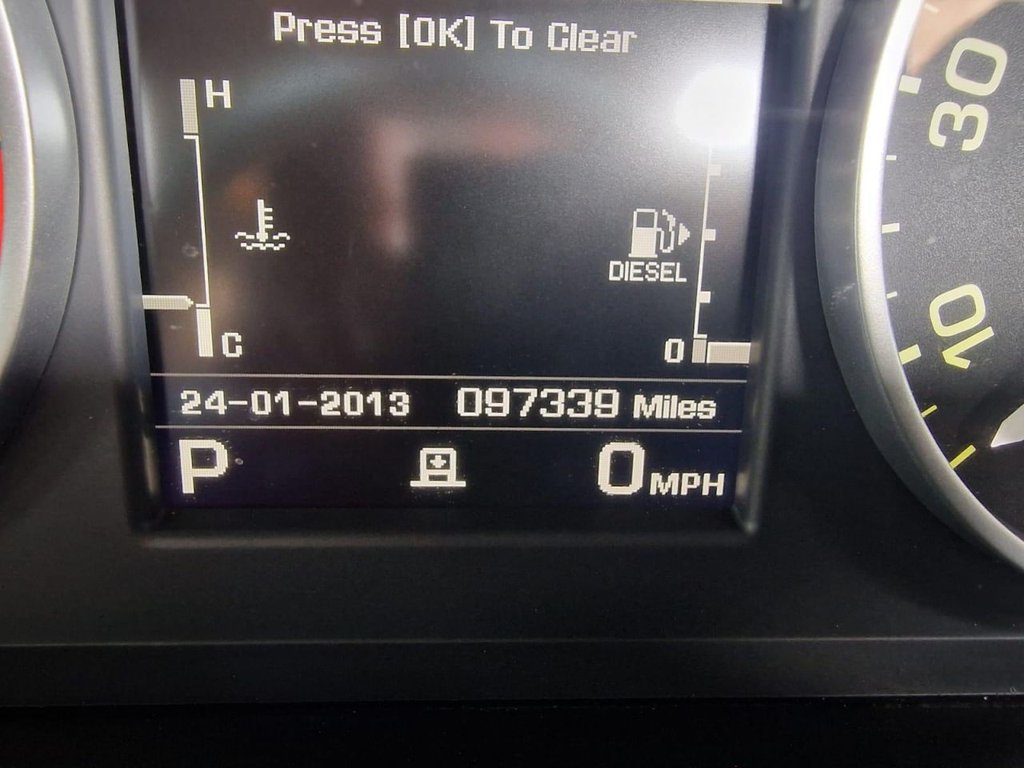 Press [OK] To Clear
H
30
DIESEL
10
C
0
24-01-2013 097339 Miles
P 0 MPH